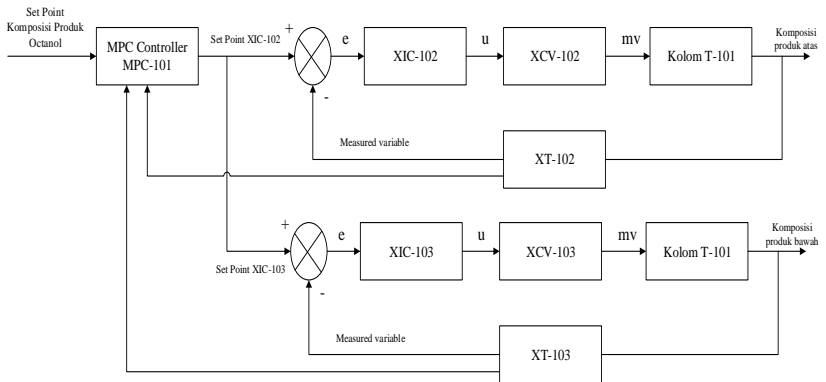 Set Point
Komposisi Produk
Octanol
MPC Controller
MPC-101
Set Point XIC-102
+
-
e
XIC-102
u
XCV-102
mv
Kolom T-101
Komposisi
produk atas
Measured variable
XT-102
+
-
Set Point XIC-103
e
XIC-103
u
XCV-103
mv
Kolom T-101
Komposisi
produk bawah
Measured variable
XT-103